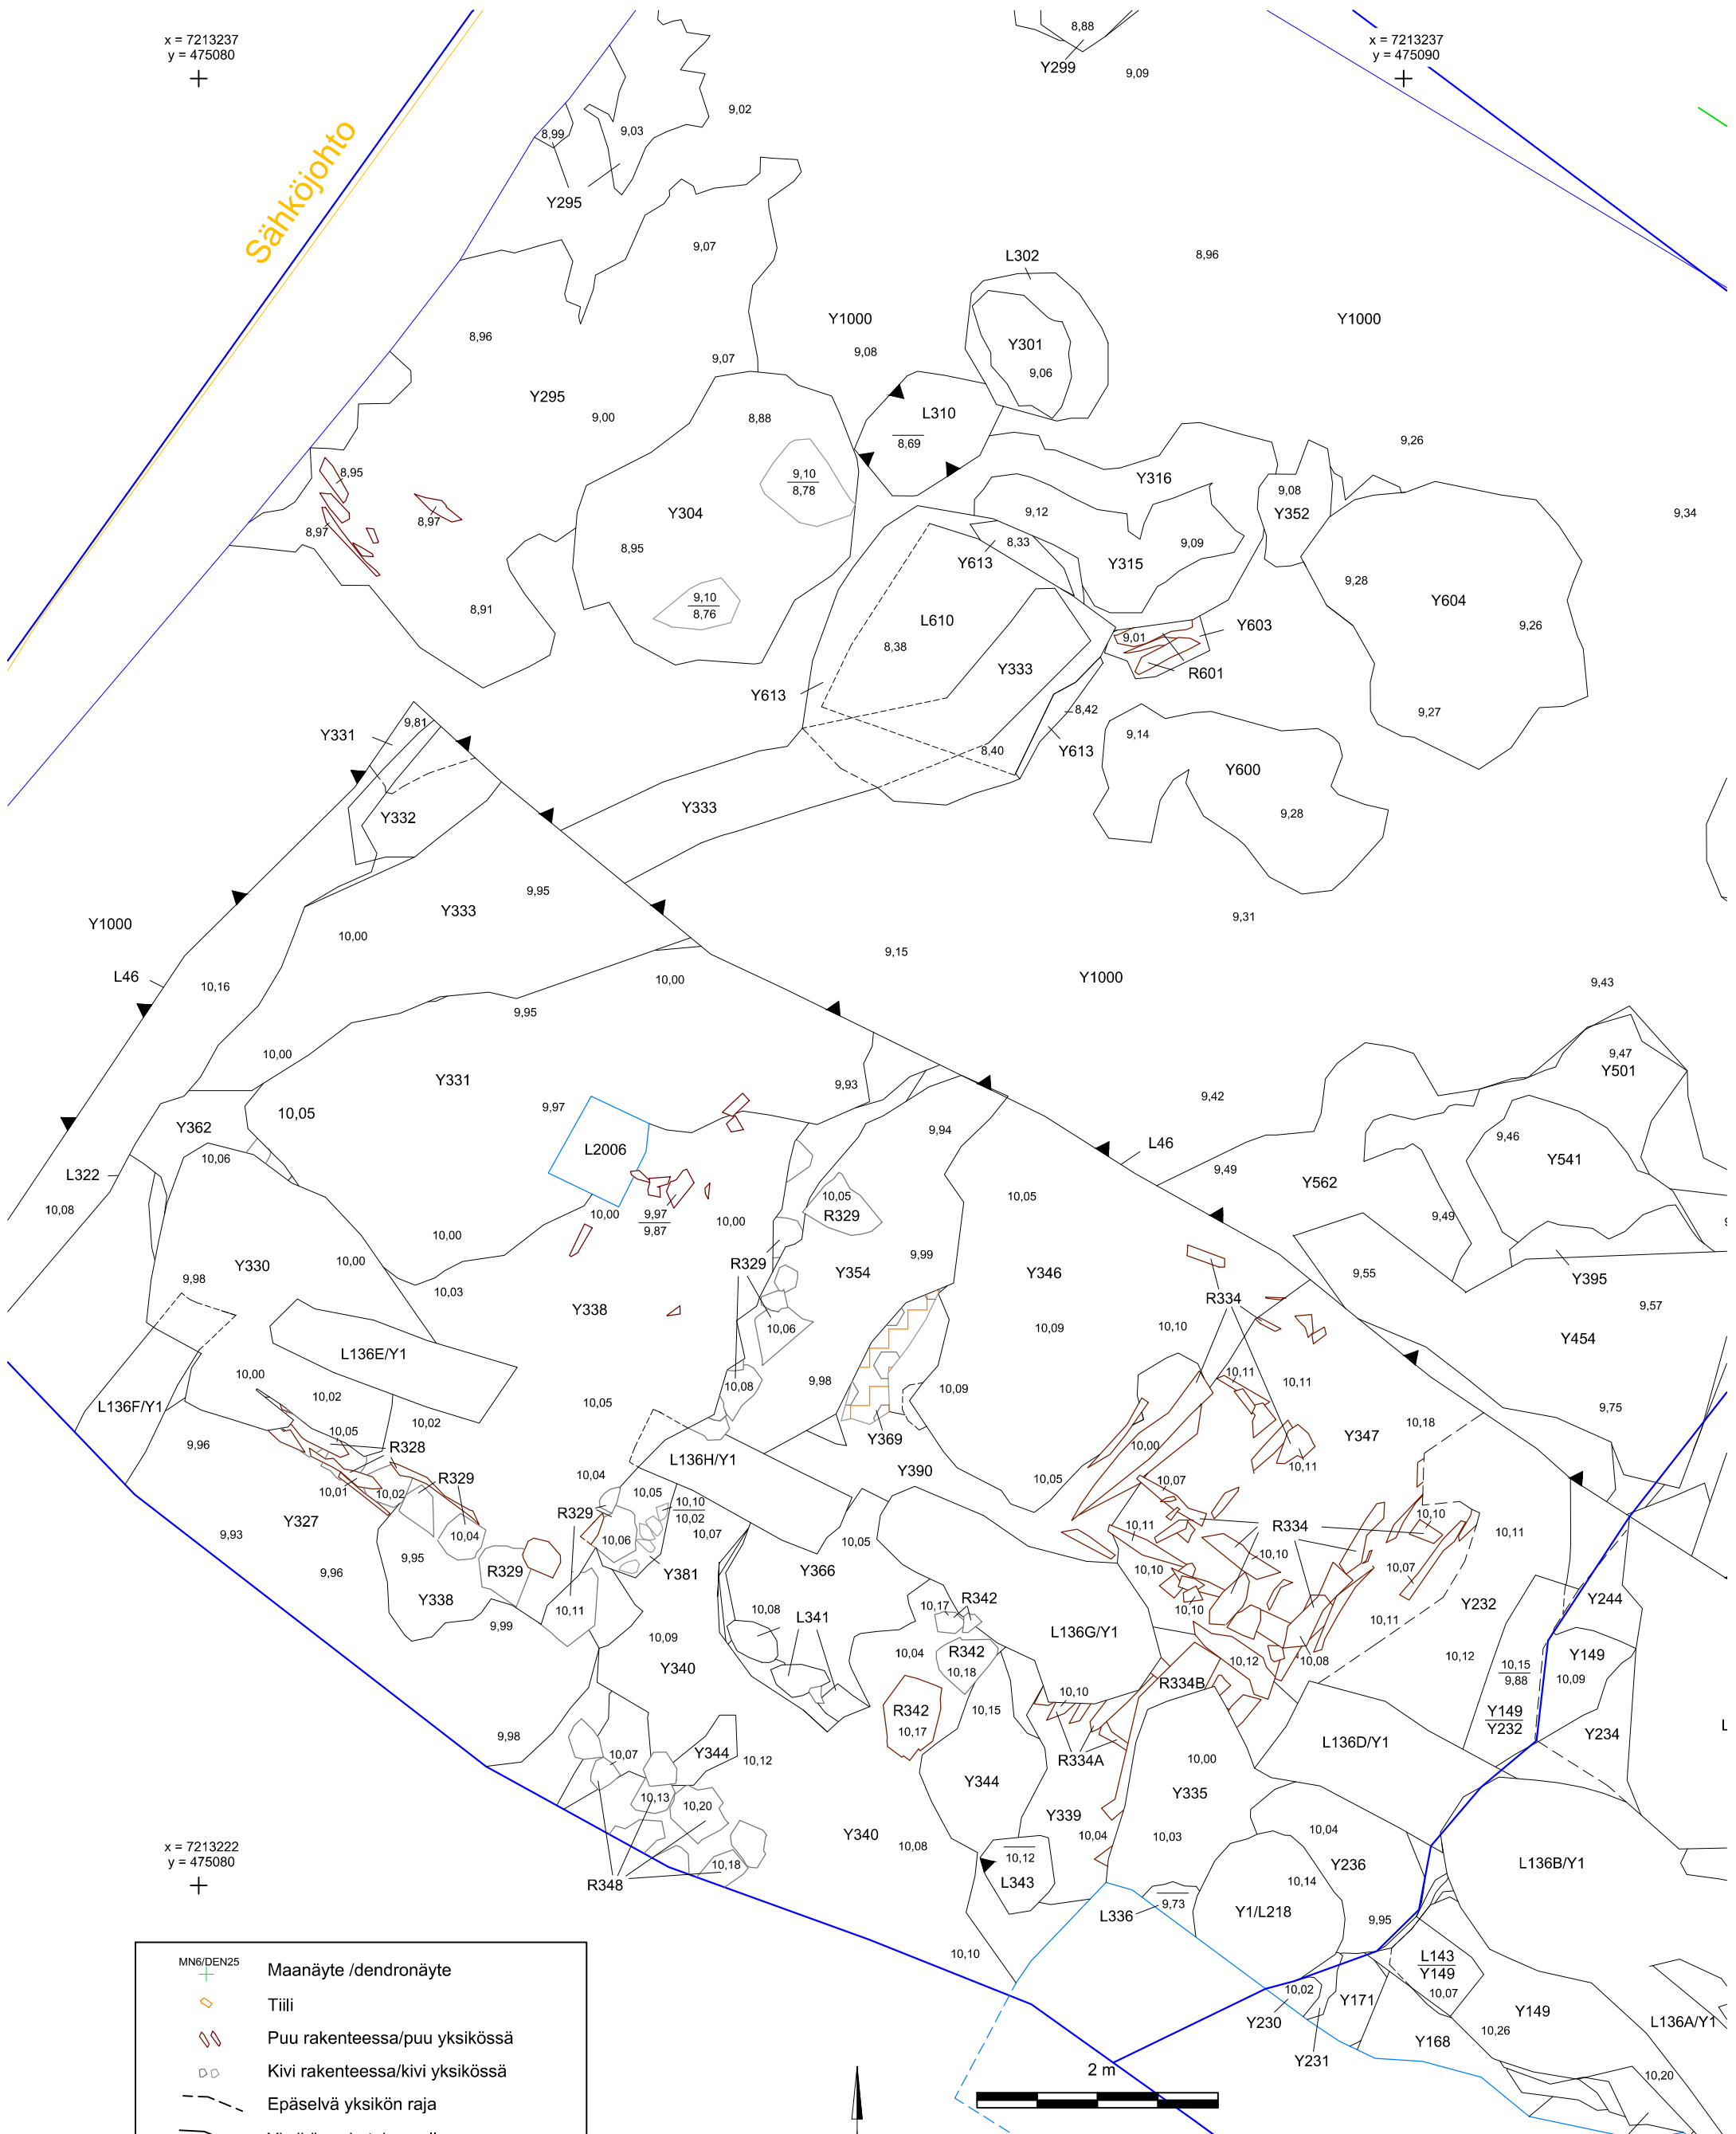 x = 7213237
y = 475080
x = 7213237
y = 475090
8,88
Y299
9,09
9,02
8,99
9,03
Sähköjohto
Y295
9,07
L302
8,96
Y1000
Y1000
8,96
9,07
9,08
Y301
9,06
Y295
9,00
8,88
L310
8,69
9,26
8,95
9,10
8,78
Y316
9,08
Y352
8,97
8,97
Y304
9,12
9,34
8,95
8,33
Y613
9,09
Y315
9,28
8,91
9,10
8,76
L610
Y604
9,26
8,38
9,01
Y603
Y333
R601
Y613
8,42
9,27
9,81
Y331
8,40
Y613
9,14
Y600
Y332
Y333
9,28
9,95
Y333
Y1000
10,00
9,31
9,15
L46
10,16
10,00
Y1000
9,43
9,95
10,00
9,47
Y501
Y331
9,93
9,42
9,97
10,05
Y362
9,94
L46
9,46
L2006
10,06
L322
9,49
Y541
Y562
10,08
10,05
R329
10,05
10,00
9,97
9,87
10,00
9,49
10,00
10,00
9,99
Y330
R329
Y354
Y346
9,98
9,55
Y395
10,03
Y338
R334
9,57
10,06
10,09
10,10
Y454
L136E/Y1
10,00
10,02
9,98
10,11
10,11
10,08
10,09
L136F/Y1
10,05
10,02
9,75
10,18
9,96
10,05
R328
Y369
Y347
10,00
L136H/Y1
Y390
R329
10,04
10,05
10,11
10,07
10,01
10,02
10,05
10,10
10,02
R329
10,10
9,93
Y327
10,04
10,06
10,07
10,05
10,11
R334
10,11
9,95
9,96
R329
Y381
Y366
10,10
10,10
10,07
Y338
10,11
10,08
L341
10,17
R342
10,10
10,11
Y232
Y244
9,99
10,09
L136G/Y1
Y340
10,04
R342
10,18
10,12
10,08
10,12
10,15
9,88
Y149
10,09
R334B
10,10
R342
10,17
10,15
9,98
Y149
Y232
Y234
10,07
Y344
10,12
R334A
10,00
L136D/Y1
10,13
10,20
Y344
Y335
Y339
x = 7213222
y = 475080
Y340
10,08
10,04
10,03
10,04
10,18
R348
10,12
L343
Y236
L136B/Y1
10,14
L336
9,73
Y1/L218
9,95
10,10
L143
Y149
10,07
MN6/DEN25
Maanäyte /dendronäyte
10,02
Y171
Y149
Tiili
Y230
10,26
L136A/Y1
Puu rakenteessa/puu yksikössä
Y231
Y168
Kivi rakenteessa/kivi yksikössä
2 m
10,20
Epäselvä yksikön raja